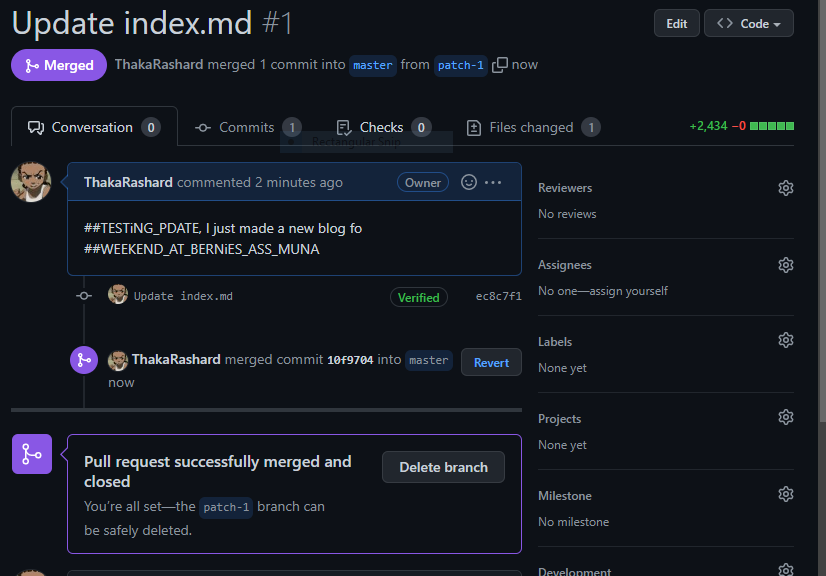 Update index.md #1
Edit
<> Code
Merged
ThakaRashard merged 1 commit into master from patch-1 now
Conversation 0
Commits 1
Checks 0
Files changed 1
+2,434 −0
Rectangular Snip
ThakaRashard commented 2 minutes ago
Owner
##TESTiNG_PDATE, I just made a new blog fo
##WEEKEND_AT_BERNiES_ASS_MUNA
Update index.md
Verified
ec8c7f1
ThakaRashard merged commit 10f9704 into master
now
Revert
Pull request successfully merged and
closed
You're all set—the patch-1 branch can
be safely deleted.
Delete branch
Reviewers
No reviews
Assignees
No one—assign yourself
Labels
None yet
Projects
None yet
Milestone
No milestone
Development